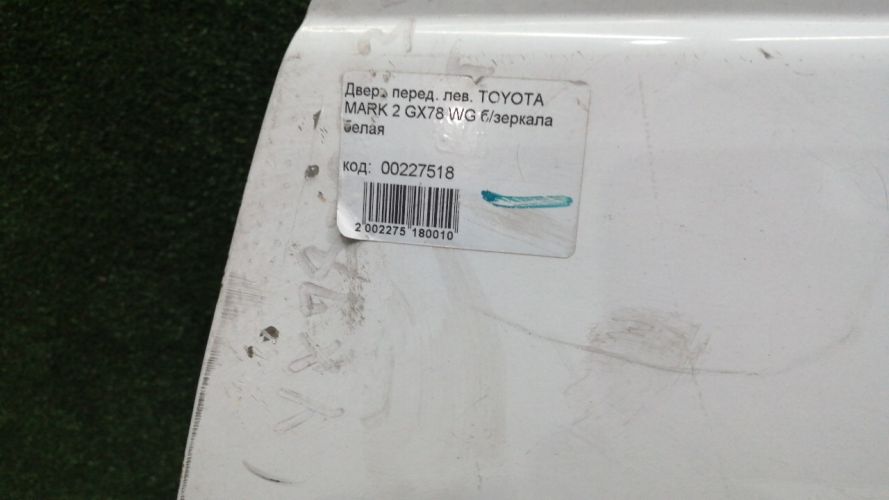 Дверь перед. лев. TOYOTA
MARK 2 GX78 WG б/зеркала
белая
код: 00227518
2 002275 180010